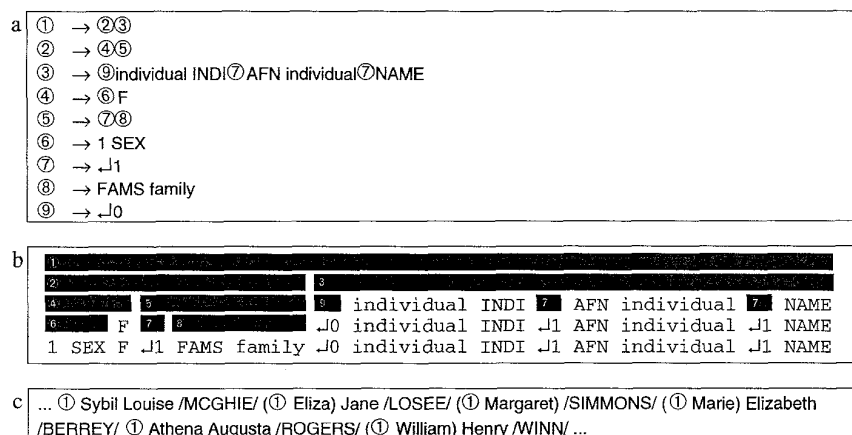 a
① → ②③
② → ④⑤
③ → ⑨individual INDI⑦AFN individual⑦NAME
④ → ⑥F
⑤ → ⑦⑧
⑥ → 1 SEX
⑦ → ↲1
⑧ → FAMS family
⑨ → ↲0
b
1
2 3
4 5 9 individual INDI 7 AFN individual 7 NAME
6 F 7 8 ↲0 individual INDI ↲1 AFN individual ↲1 NAME
1 SEX F ↲1 FAMS family ↲0 individual INDI ↲1 AFN individual ↲1 NAME
c ... ① Sybil Louise /MCGHIE/ (① Eliza) Jane /LOSEE/ (① Margaret) /SIMMONS/ (① Marie) Elizabeth
/BERREY/ ① Athena Augusta /ROGERS/ (① William) Henry /WINN/ ...